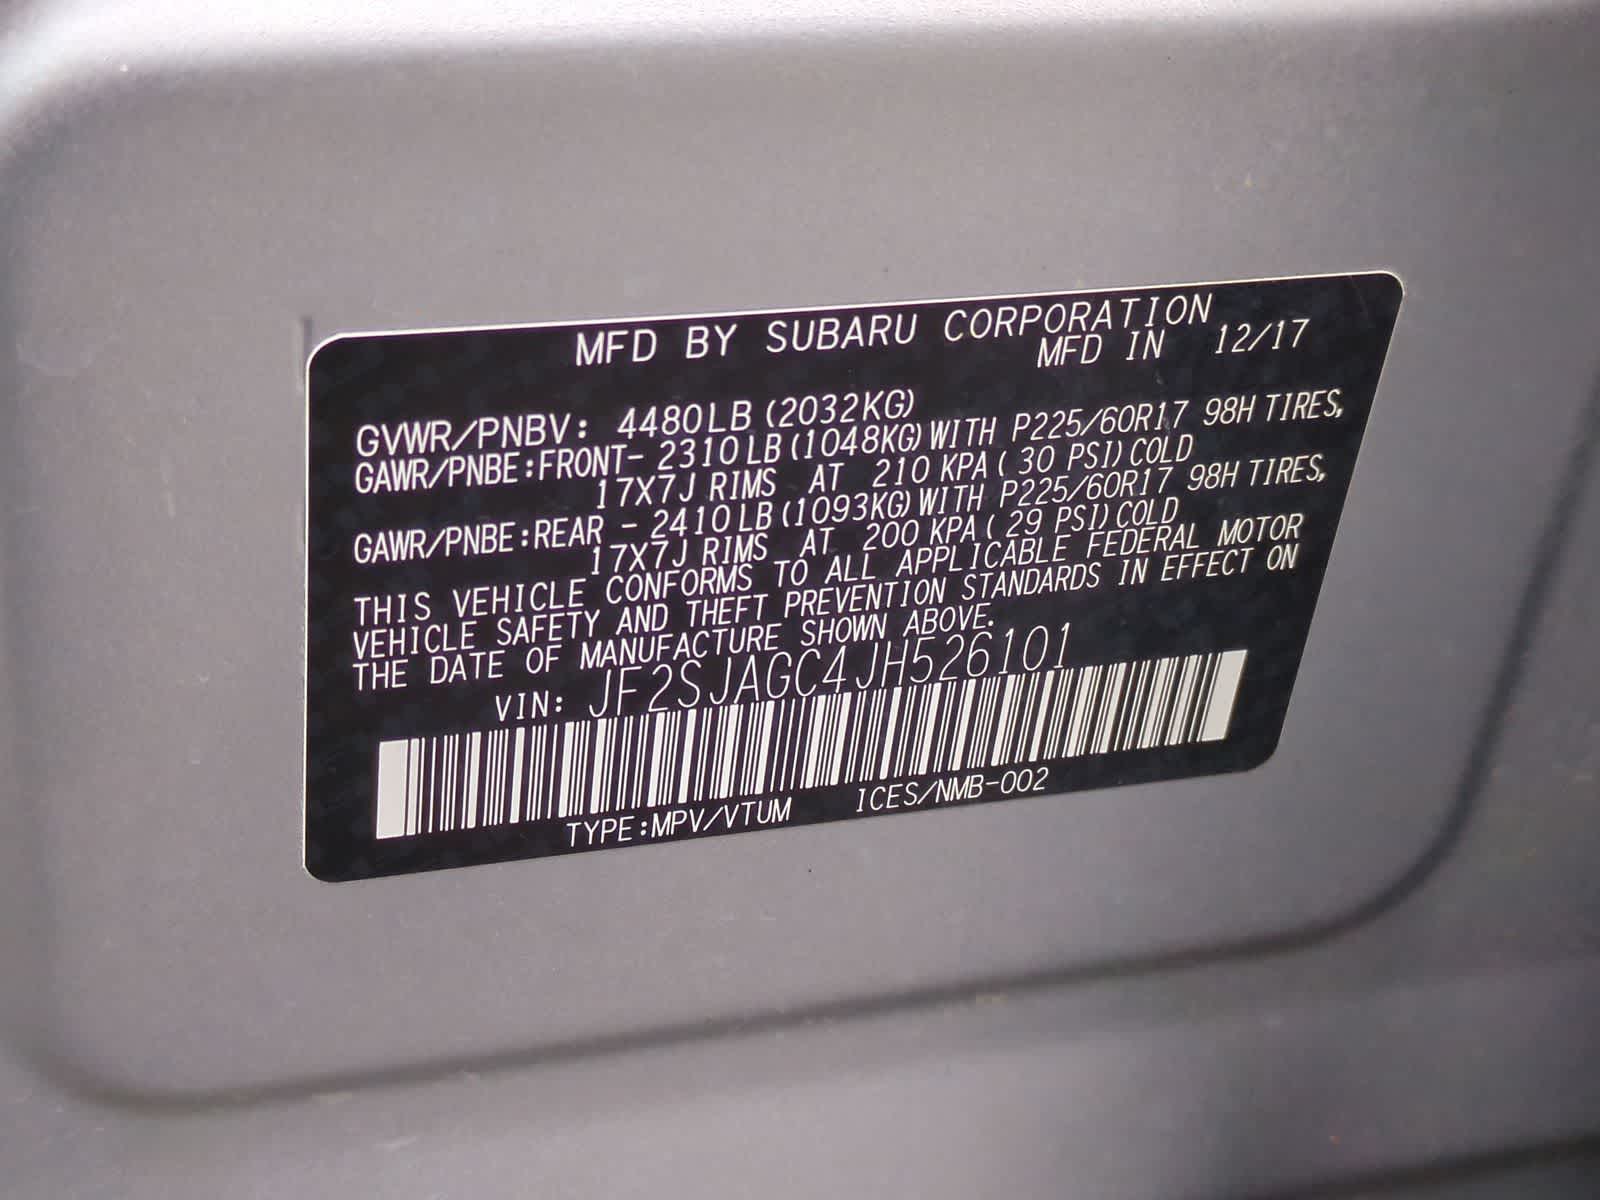 MFD BY SUBARU CORPORATION
MFD IN 12/17
GVWR/PNBV: 4480LB (2032KG)
GAWR/PNBE:FRONT- 2310LB (1048KG) WITH P225/60R17 98H TIRES,
17X7J RIMS AT 210 KPA ( 30 PSI) COLD
GAWR/PNBE:REAR - 2410LB (1093KG) WITH P225/60R17 98H TIRES,
17X7J RIMS AT 200 KPA ( 29 PSI) COLD
THIS VEHICLE CONFORMS TO ALL APPLICABLE FEDERAL MOTOR
VEHICLE SAFETY AND THEFT PREVENTION STANDARDS IN EFFECT ON
THE DATE OF MANUFACTURE SHOWN ABOVE.
VIN: JF2SJAGC4JH526101
TYPE:MPV/VTUM ICES/NMB-002